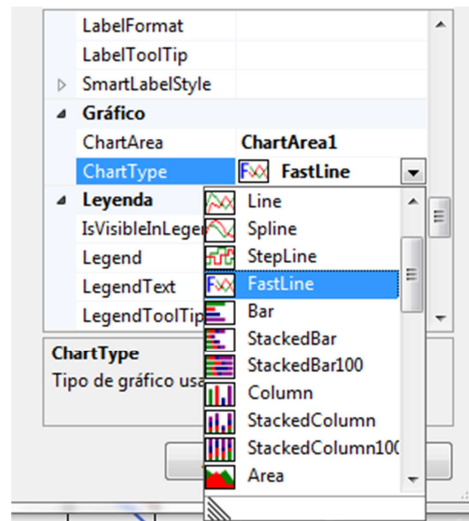 LabelFormat
LabelToolTip
SmartLabelStyle
Gráfico
ChartArea ChartArea1
ChartType FastLine
Leyenda
IsVisibleInLegen
Legend
LegendText
LegendToolTip
Line
Spline
StepLine
FastLine
Bar
StackedBar
StackedBar100
Column
StackedColumn
StackedColumn100
Area
ChartType
Tipo de gráfico usa